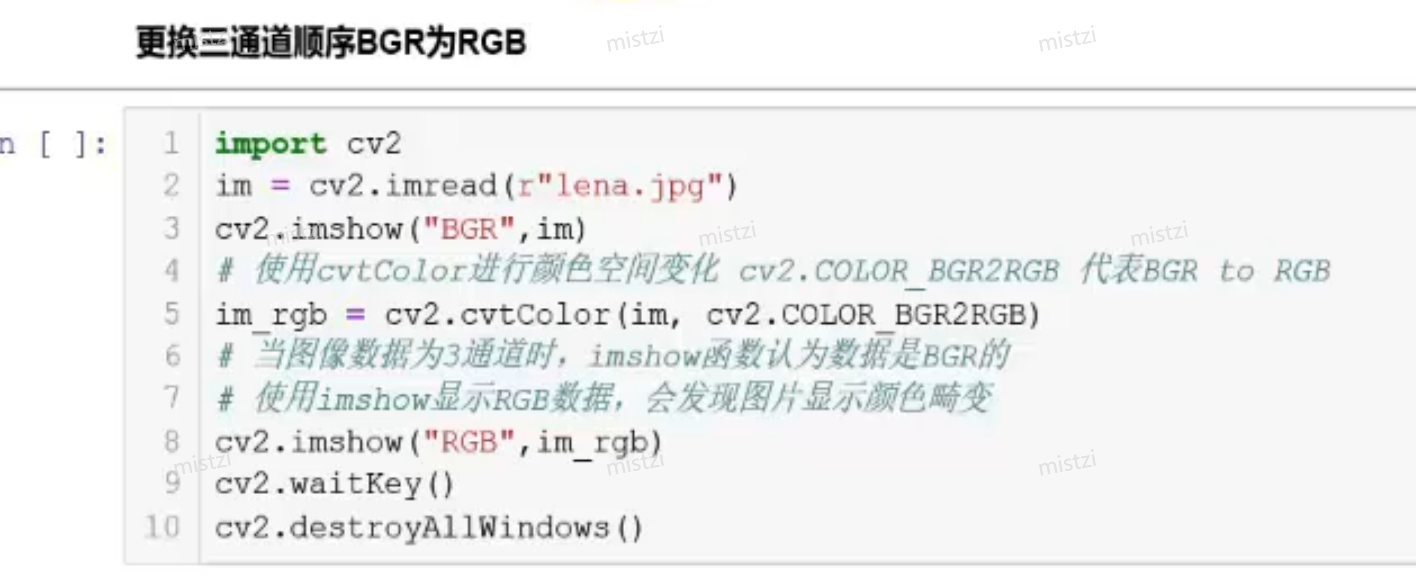 更换三通道顺序BGR为RGB
mistzi mistzi
n [ ]:
1 import cv2
2 im = cv2.imread(r"lena.jpg")
3 cv2.imshow("BGR",im)
mistzi mistzi mistzi
4 # 使用cvtColor进行颜色空间变化 cv2.COLOR_BGR2RGB 代表BGR to RGB
5 im_rgb = cv2.cvtColor(im, cv2.COLOR_BGR2RGB)
6 # 当图像数据为3通道时，imshow函数认为数据是BGR的
7 # 使用imshow显示RGB数据，会发现图片显示颜色畸变
8 cv2.imshow("RGB",im_rgb)
mistzi mistzi mistzi
9 cv2.waitKey()
10 cv2.destroyAllWindows()